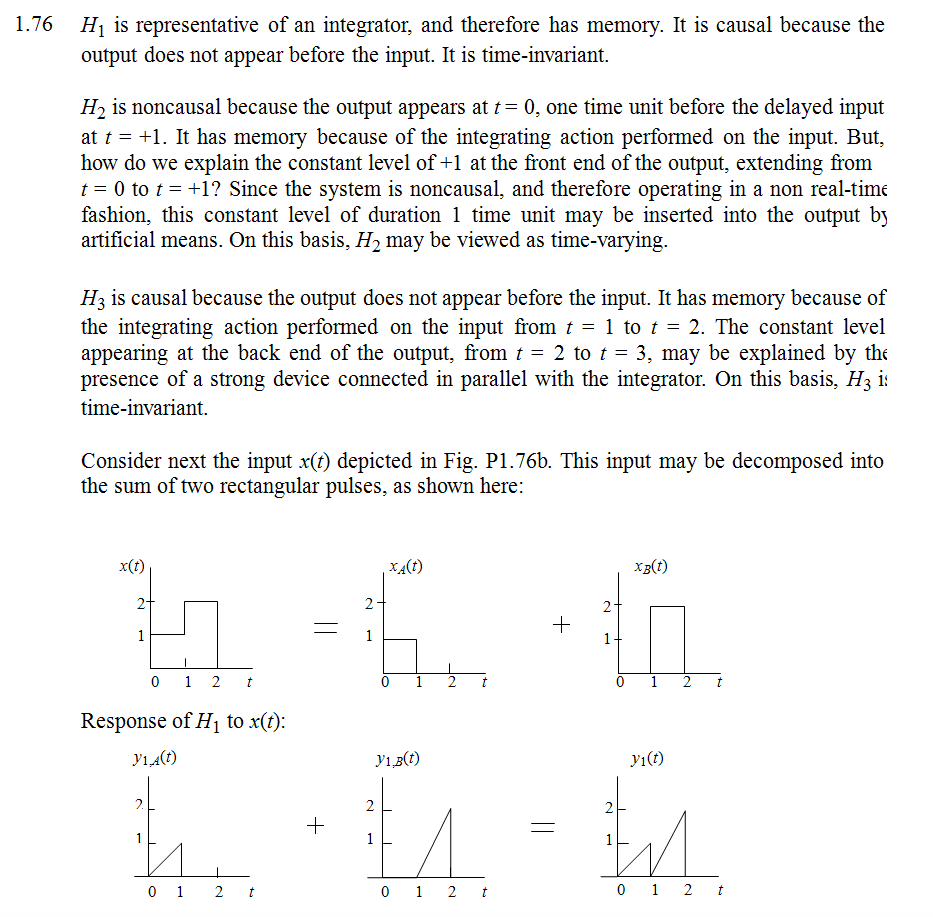 1.76 H1 is representative of an integrator, and therefore has memory. It is causal because the
output does not appear before the input. It is time-invariant.
H2 is noncausal because the output appears at t = 0, one time unit before the delayed input
at t = +1. It has memory because of the integrating action performed on the input. But,
how do we explain the constant level of +1 at the front end of the output, extending from
t = 0 to t = +1? Since the system is noncausal, and therefore operating in a non real-time
fashion, this constant level of duration 1 time unit may be inserted into the output by
artificial means. On this basis, H2 may be viewed as time-varying.
H3 is causal because the output does not appear before the input. It has memory because of
the integrating action performed on the input from t = 1 to t = 2. The constant level
appearing at the back end of the output, from t = 2 to t = 3, may be explained by the
presence of a strong device connected in parallel with the integrator. On this basis, H3 is
time-invariant.
Consider next the input x(t) depicted in Fig. P1.76b. This input may be decomposed into
the sum of two rectangular pulses, as shown here:
x(t) xA(t) xB(t)
2 2 2
1 = 1 + 1
0 1 2 t 0 1 2 t 0 1 2 t
Response of H1 to x(t):
y1,A(t) y1,B(t) y1(t)
2 2 2
1 + 1 = 1
0 1 2 t 0 1 2 t 0 1 2 t